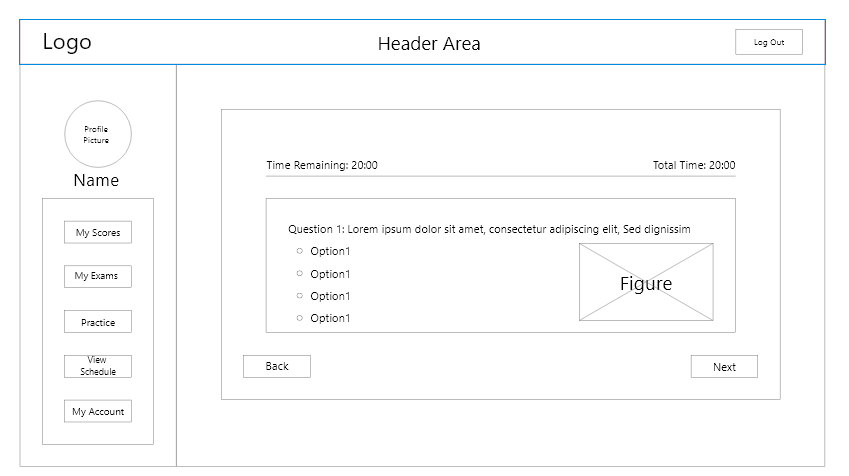 Logo
Header Area
Log Out
Profile
Picture
Name
My Scores
My Exams
Practice
View
Schedule
My Account
Time Remaining: 20:00
Total Time: 20:00
Question 1: Lorem ipsum dolor sit amet, consectetur adipiscing elit, Sed dignissim
Option1
Option1
Option1
Option1
Figure
Back
Next